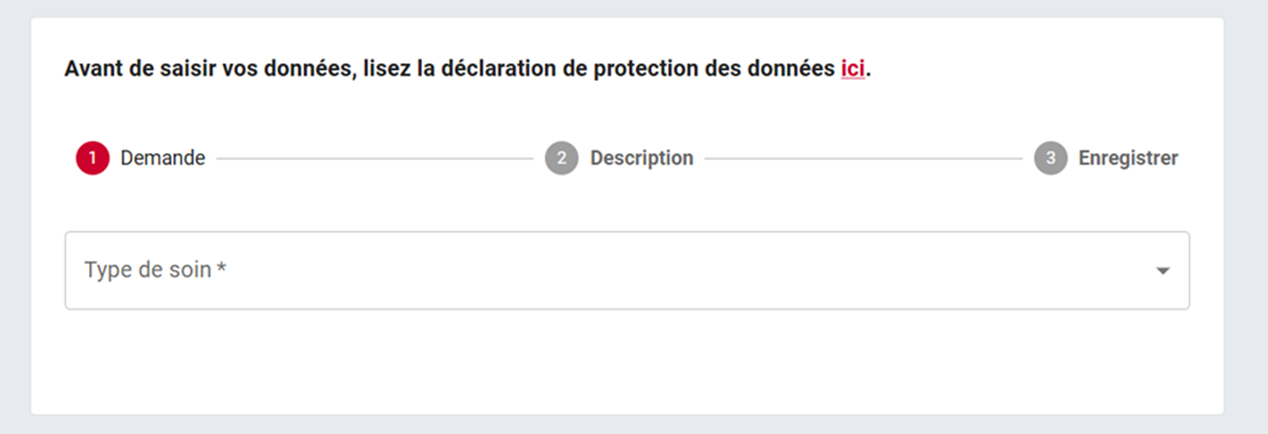 Avant de saisir vos données, lisez la déclaration de protection des données ici.
1 Demande 2 Description 3 Enregistrer
Type de soin *